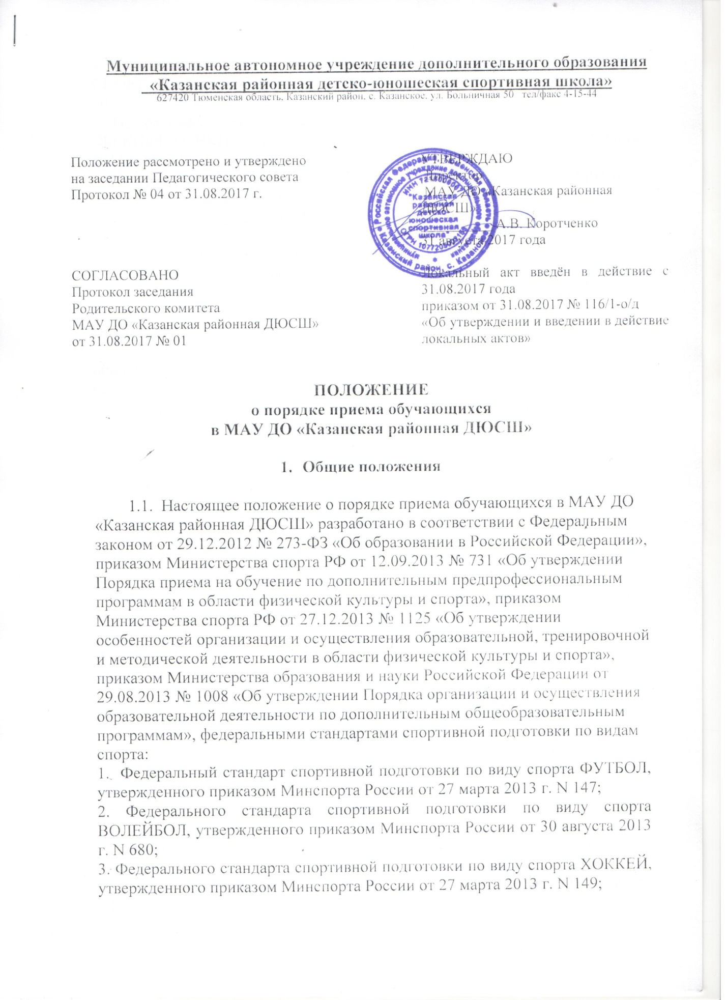 Муниципальное автономное учреждение дополнительного образования
«Казанская районная детско-юношеская спортивная школа»
627420 Тюменская область, Казанский район, с. Казанское, ул. Больничная 50 тел/факс 4-15-44
Положение рассмотрено и утверждено
на заседании Педагогического совета
Протокол № 04 от 31.08.2017 г.
УТВЕРЖДАЮ
Директор
МАУ ДО «Казанская районная
ДЮСШ»
А.В. Коротченко
31 августа 2017 года
"Казанская
районная
детско-
юношеская
спортивная
школа"
СОГЛАСОВАНО
Протокол заседания
Родительского комитета
МАУ ДО «Казанская районная ДЮСШ»
от 31.08.2017 № 01
Локальный акт введён в действие с
31.08.2017 года
приказом от 31.08.2017 № 116/1-о/д
«Об утверждении и введении в действие
локальных актов»
ПОЛОЖЕНИЕ
о порядке приема обучающихся
в МАУ ДО «Казанская районная ДЮСШ»
1. Общие положения
1.1. Настоящее положение о порядке приема обучающихся в МАУ ДО
«Казанская районная ДЮСШ» разработано в соответствии с Федеральным
законом от 29.12.2012 № 273-ФЗ «Об образовании в Российской Федерации»,
приказом Министерства спорта РФ от 12.09.2013 № 731 «Об утверждении
Порядка приема на обучение по дополнительным предпрофессиональным
программам в области физической культуры и спорта», приказом
Министерства спорта РФ от 27.12.2013 № 1125 «Об утверждении
особенностей организации и осуществления образовательной, тренировочной
и методической деятельности в области физической культуры и спорта»,
приказом Министерства образования и науки Российской Федерации от
29.08.2013 № 1008 «Об утверждении Порядка организации и осуществления
образовательной деятельности по дополнительным общеобразовательным
программам», федеральными стандартами спортивной подготовки по видам
спорта:
1. Федеральный стандарт спортивной подготовки по виду спорта ФУТБОЛ,
утвержденного приказом Минспорта России от 27 марта 2013 г. N 147;
2. Федерального стандарта спортивной подготовки по виду спорта
ВОЛЕЙБОЛ, утвержденного приказом Минспорта России от 30 августа 2013
г. N 680;
3. Федерального стандарта спортивной подготовки по виду спорта ХОККЕЙ,
утвержденного приказом Минспорта России от 27 марта 2013 г. N 149;